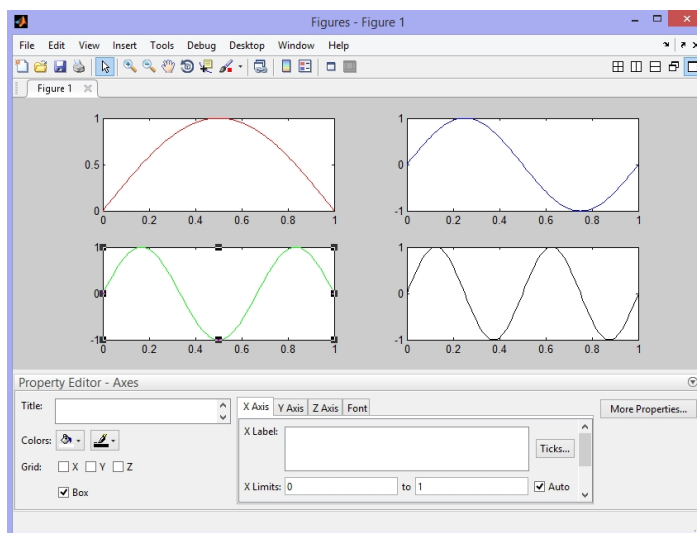 Figures - Figure 1
File Edit View Insert Tools Debug Desktop Window Help
Figure 1
1
0.5
0
0 0.2 0.4 0.6 0.8 1
1
0
-1
0 0.2 0.4 0.6 0.8 1
1
0
-1
0 0.2 0.4 0.6 0.8 1
1
0
-1
0 0.2 0.4 0.6 0.8 1
Property Editor - Axes
Title:
Colors:
Grid: X Y Z
Box
X Axis Y Axis Z Axis Font
X Label:
Ticks...
X Limits: 0 to 1 Auto
More Properties...